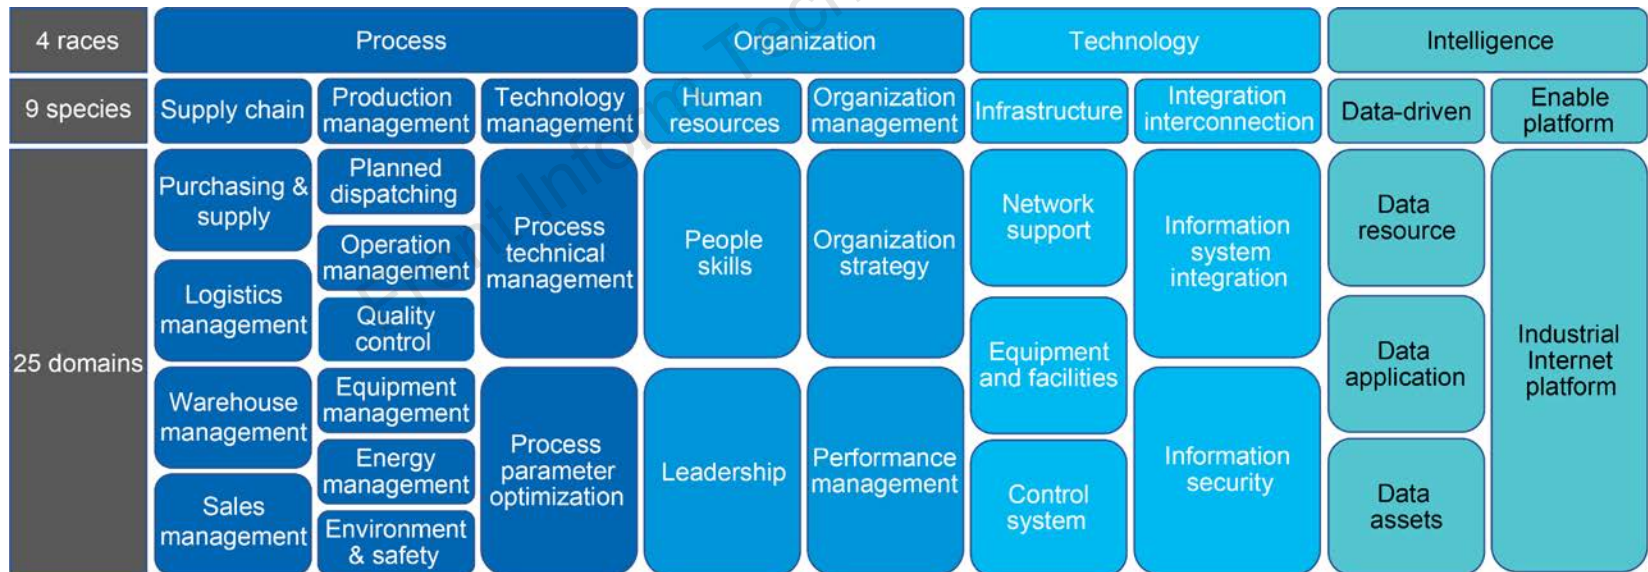 4 races
Process
Organization
Technology
Intelligence
9 species
Supply chain
Production
management
Technology
management
Human
resources
Organization
management
Infrastructure
Integration
interconnection
Data-driven
Enable
platform
25 domains
Purchasing &
supply
Logistics
management
Warehouse
management
Sales
management
Planned
dispatching
Operation
management
Quality
control
Equipment
management
Energy
management
Environment
& safety
Process
technical
management
Process
parameter
optimization
People
skills
Leadership
Organization
strategy
Performance
management
Network
support
Equipment
and facilities
Control
system
Information
system
integration
Information
security
Data
resource
Data
application
Data
assets
Industrial
Internet
platform